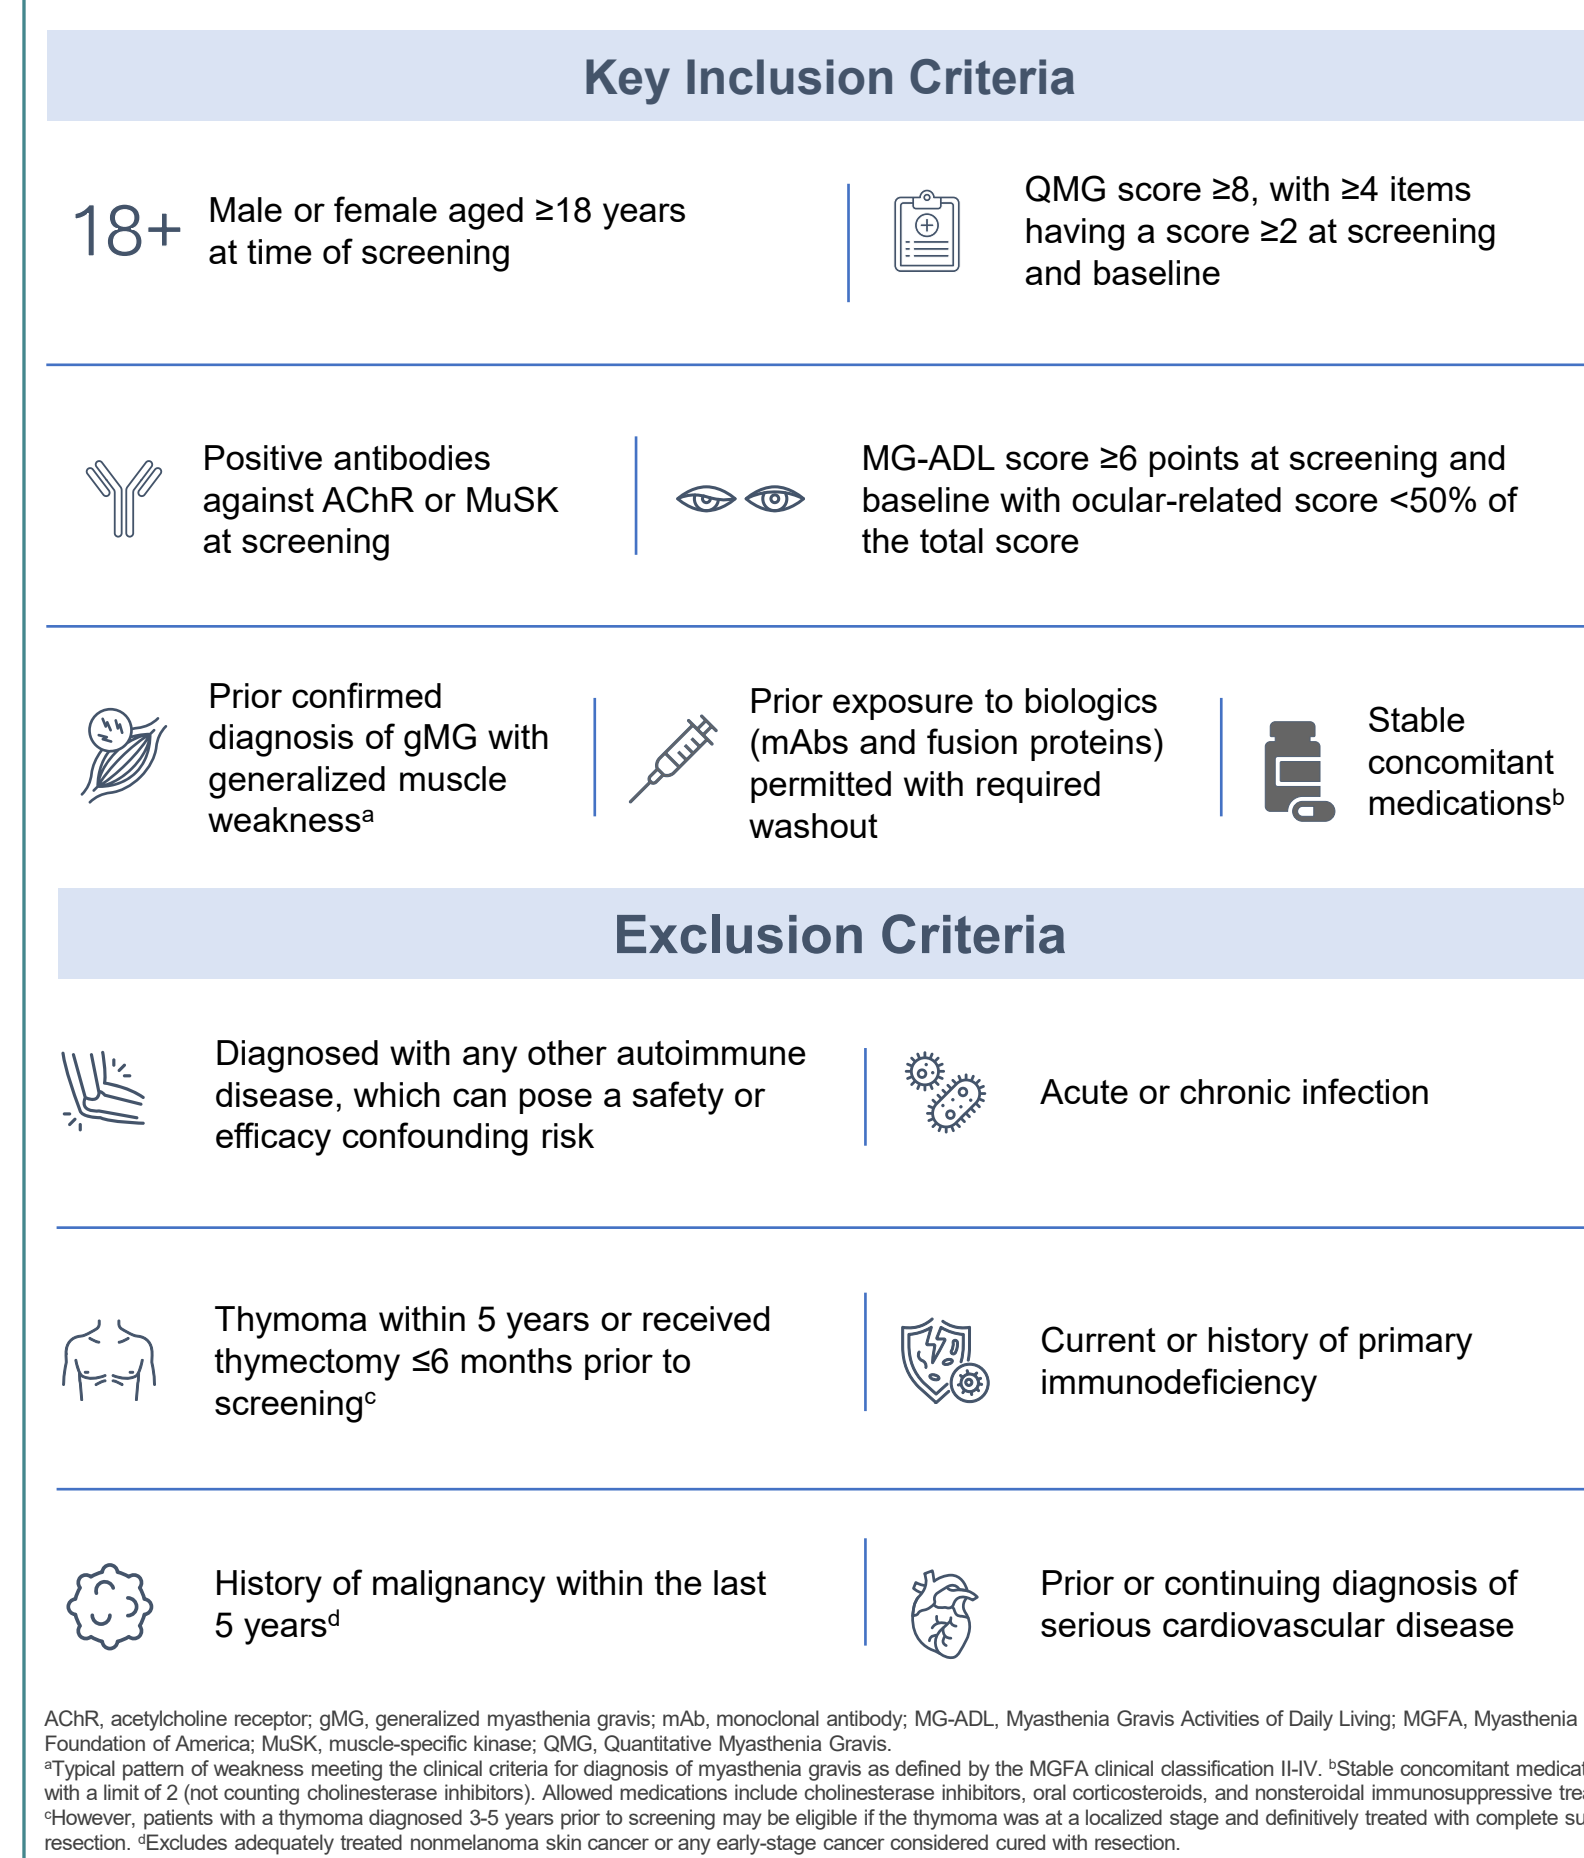 Key Inclusion Criteria
18+
Male or female aged ≥18 years
at time of screening
QMG score ≥8, with ≥4 items
having a score ≥2 at screening
and baseline
Positive antibodies
against AChR or MuSK
at screening
MG-ADL score ≥6 points at screening and
baseline with ocular-related score <50% of
the total score
Prior confirmed
diagnosis of gMG with
generalized muscle
weaknessᵃ
Prior exposure to biologics
(mAbs and fusion proteins)
permitted with required
washout
Stable
concomitant
medicationsᵇ
Exclusion Criteria
Diagnosed with any other autoimmune
disease, which can pose a safety or
efficacy confounding risk
Acute or chronic infection
Thymoma within 5 years or received
thymectomy ≤6 months prior to
screeningᶜ
Current or history of primary
immunodeficiency
History of malignancy within the last
5 yearsᵈ
Prior or continuing diagnosis of
serious cardiovascular disease
AChR, acetylcholine receptor; gMG, generalized myasthenia gravis; mAb, monoclonal antibody; MG-ADL, Myasthenia Gravis Activities of Daily Living; MGFA, Myasthenia
Foundation of America; MuSK, muscle-specific kinase; QMG, Quantitative Myasthenia Gravis.
ᵃTypical pattern of weakness meeting the clinical criteria for diagnosis of myasthenia gravis as defined by the MGFA clinical classification II-IV. ᵇStable concomitant
with a limit of 2 (not counting cholinesterase inhibitors). Allowed medications include cholinesterase inhibitors, oral corticosteroids, and nonsteroidal immunosuppressive
ᶜHowever, patients with a thymoma diagnosed 3-5 years prior to screening may be eligible if the thymoma was at a localized stage and definitively treated with complete
resection. ᵈExcludes adequately treated nonmelanoma skin cancer or any early-stage cancer considered cured with resection.